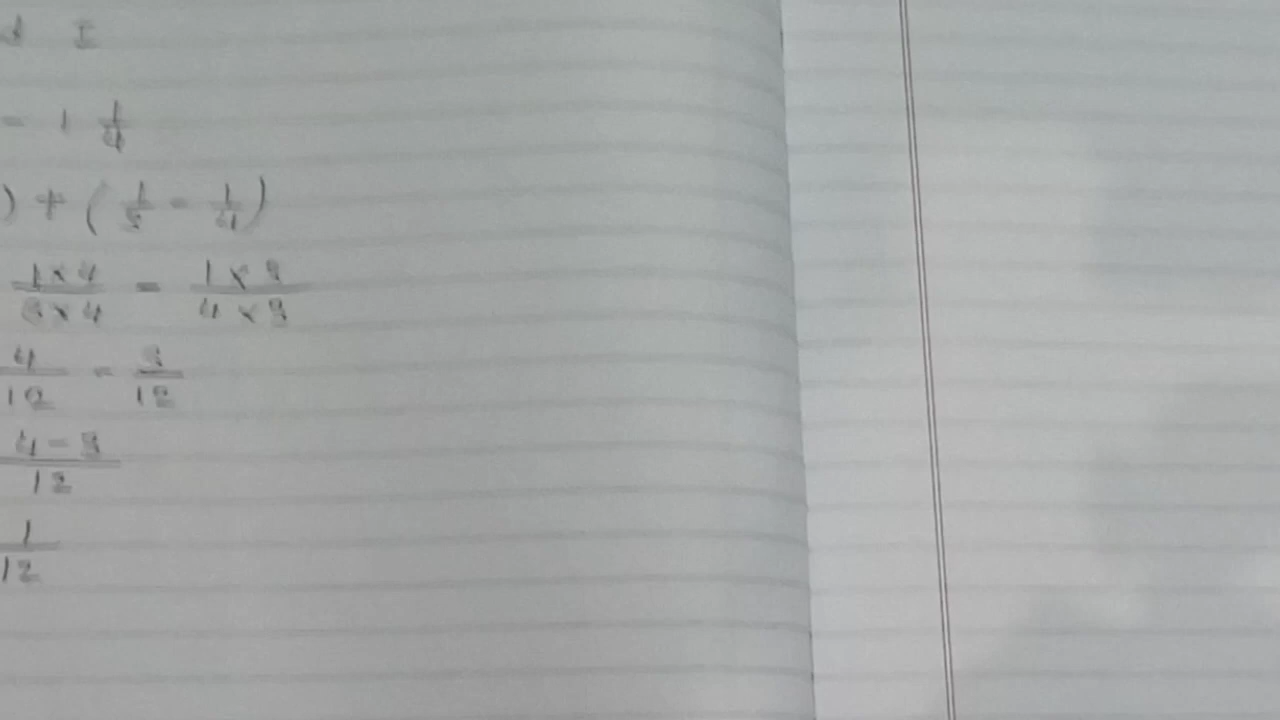 d I
- 1 1/4
) + ( 1/3 - 1/4 )
1×4/3×4 - 1×3/4×3
4/12 - 3/12
4-3/12
1/12